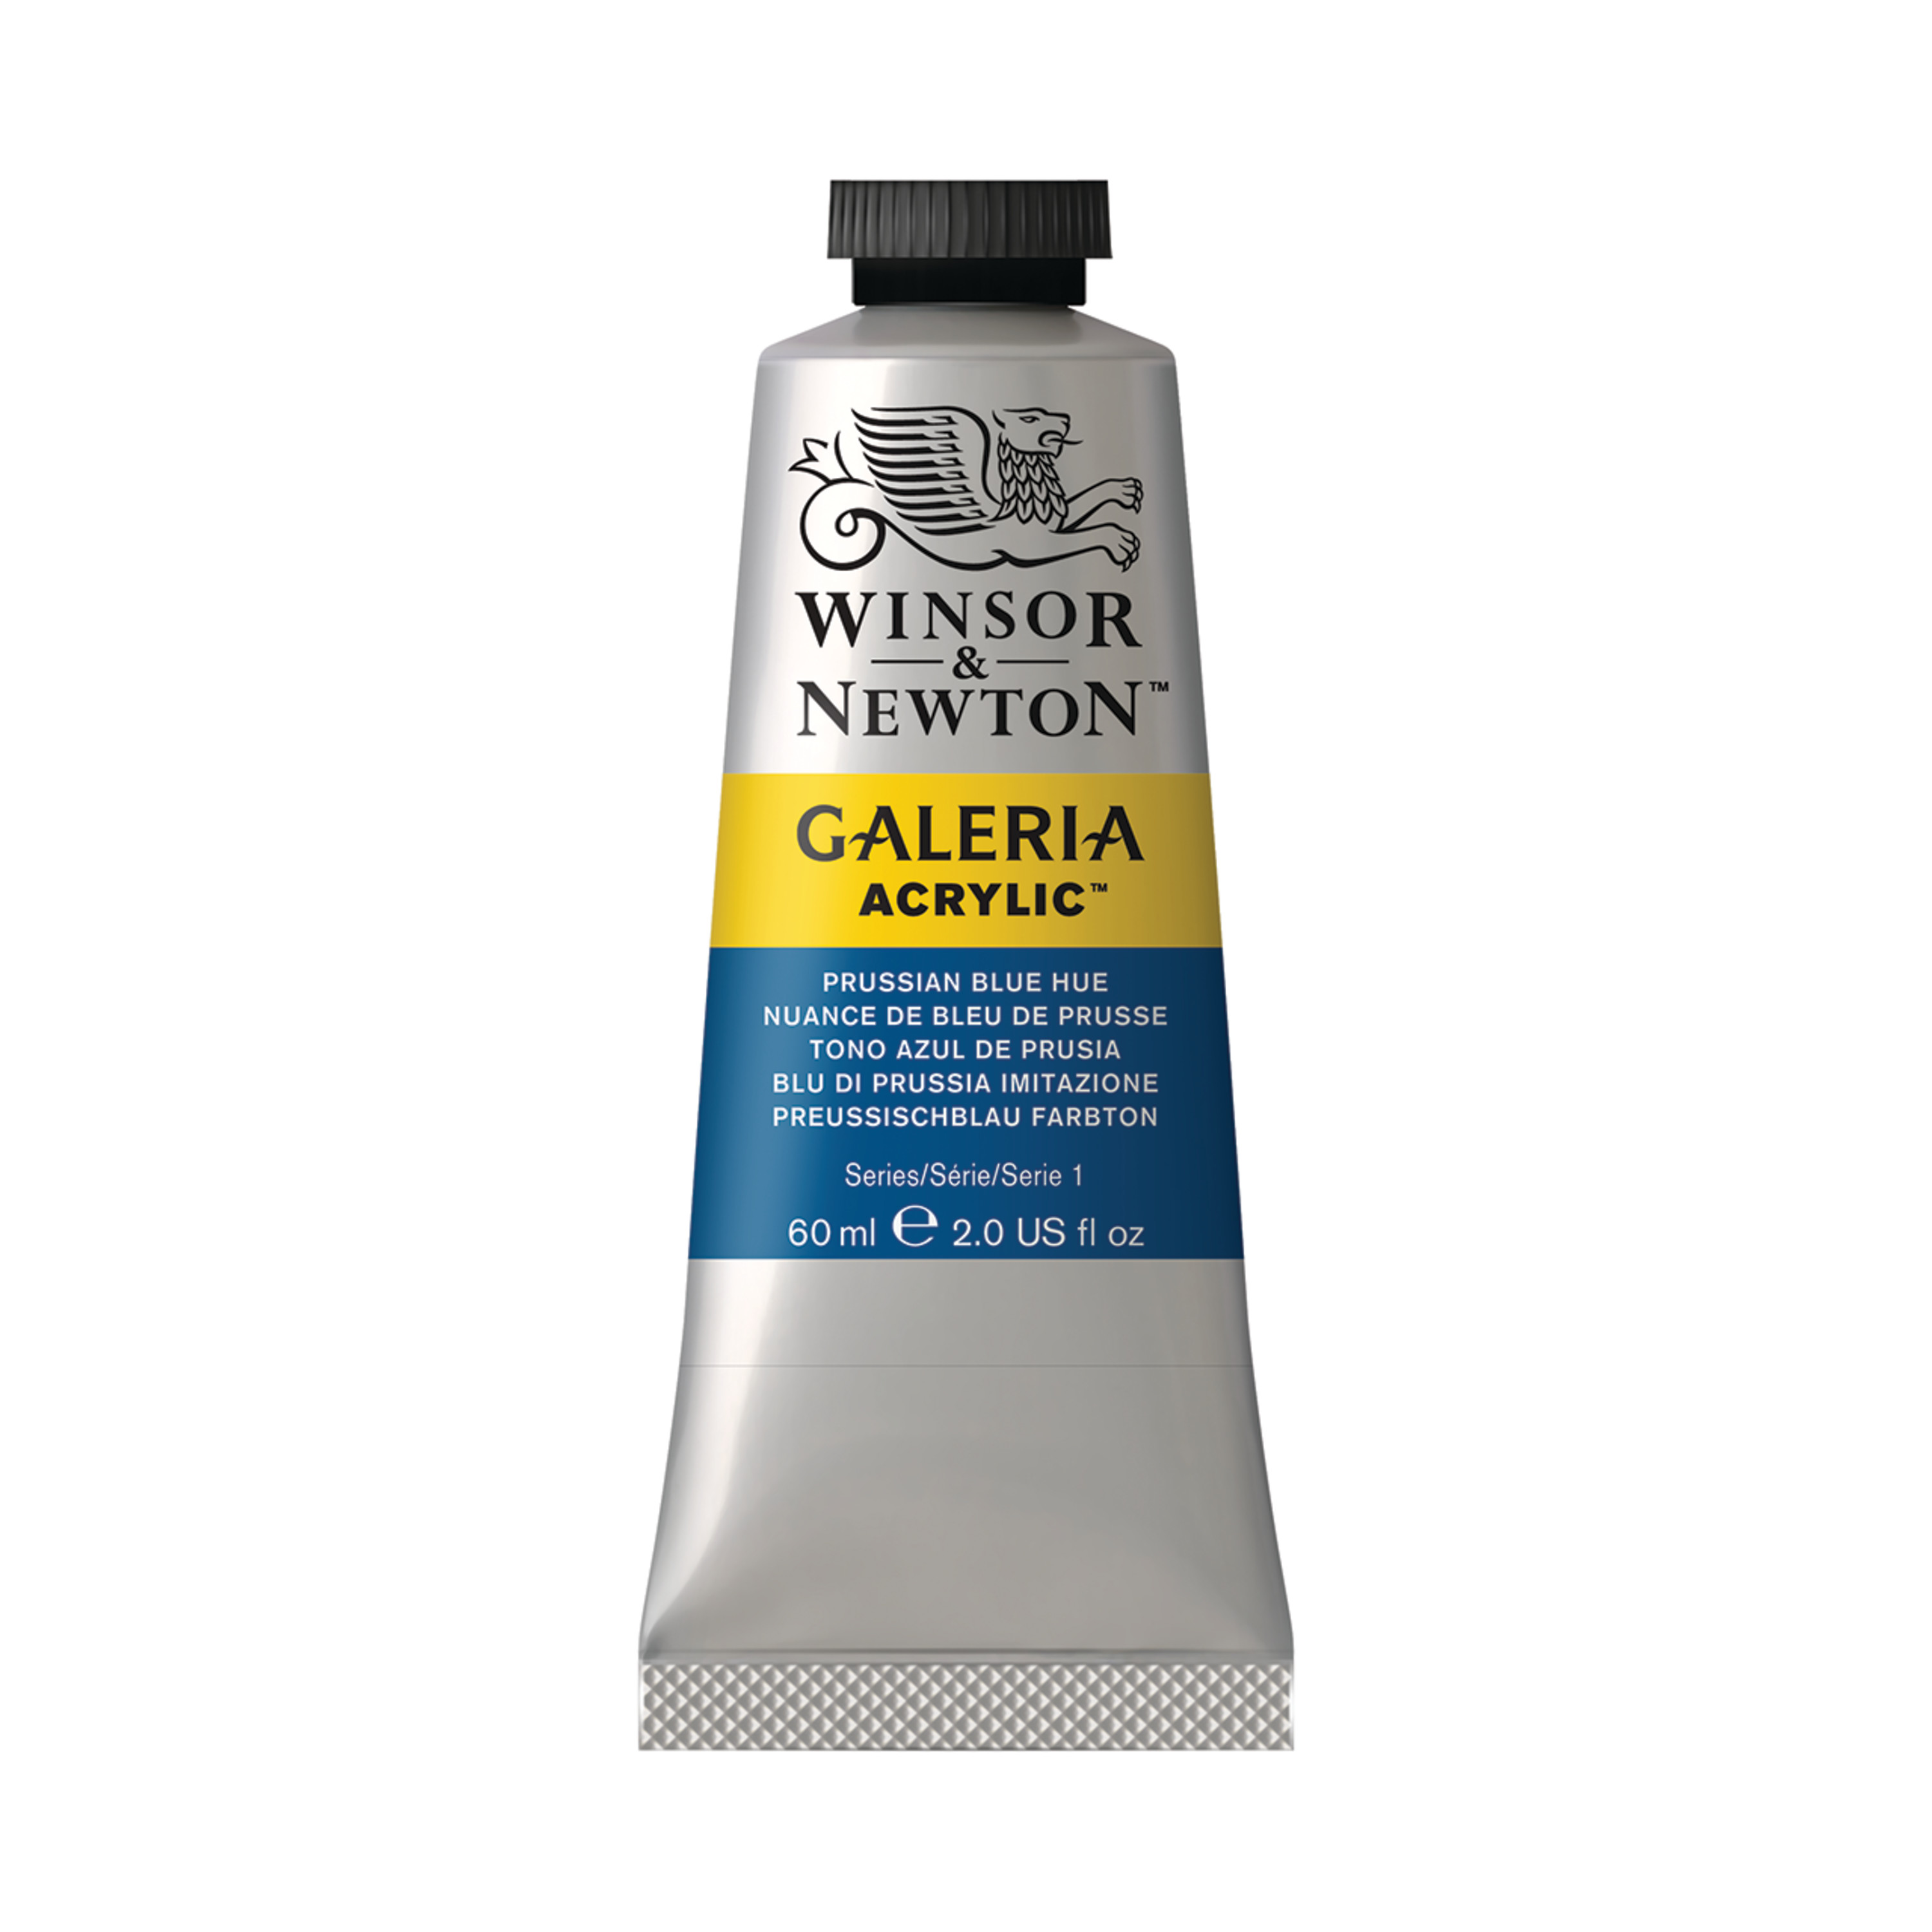 WINSOR
&
NEWTON™
GALERIA
ACRYLIC™
PRUSSIAN BLUE HUE
NUANCE DE BLEU DE PRUSSE
TONO AZUL DE PRUSIA
BLU DI PRUSSIA IMITAZIONE
PREUSSISCHBLAU FARBTON
Series/Série/Serie 1
60 ml ℮ 2.0 US fl oz